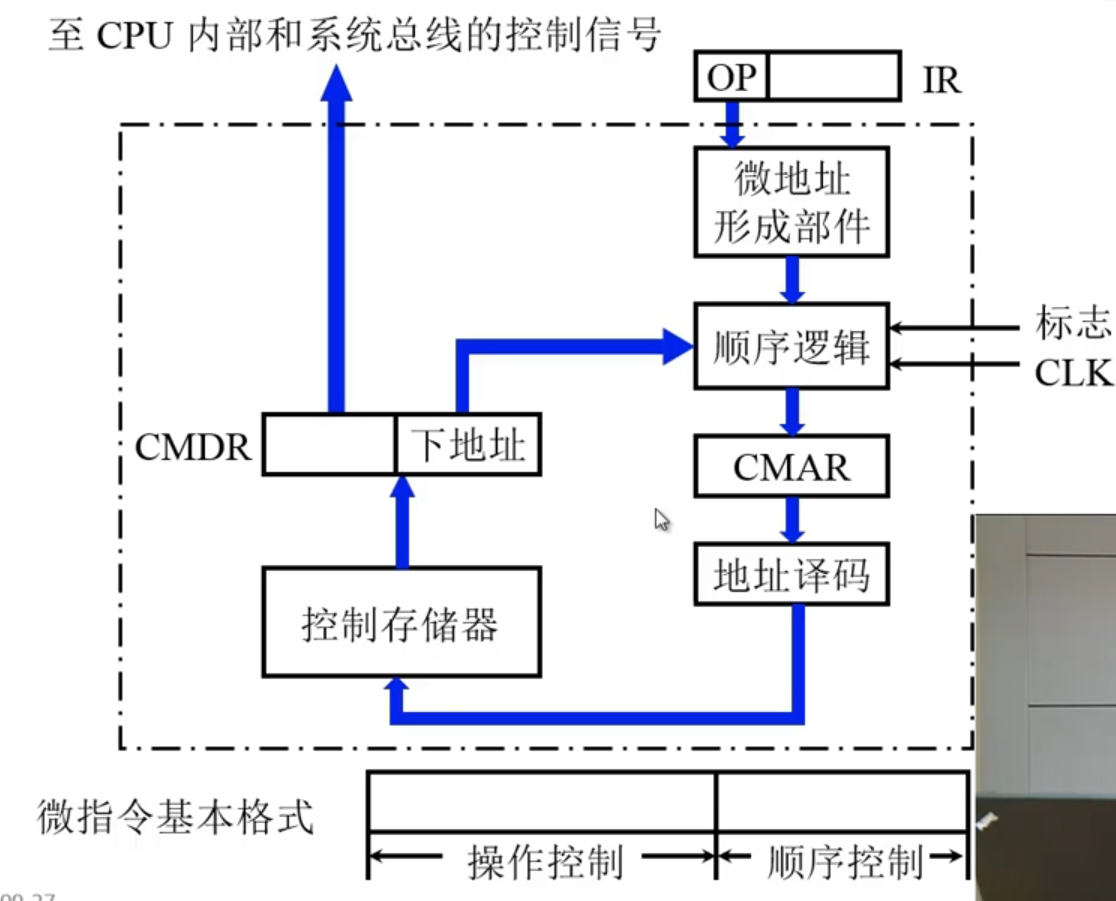 至 CPU 内部和系统总线的控制信号
OP
IR
微地址
形成部件
顺序逻辑
标志
CLK
CMDR
下地址
CMAR
地址译码
控制存储器
微指令基本格式
操作控制
顺序控制